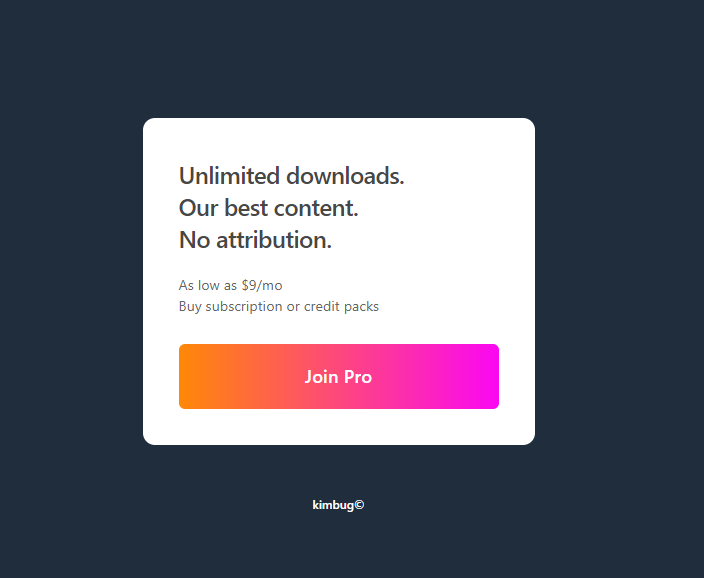 Unlimited downloads.
Our best content.
No attribution.
As low as $9/mo
Buy subscription or credit packs
Join Pro
kimbug©